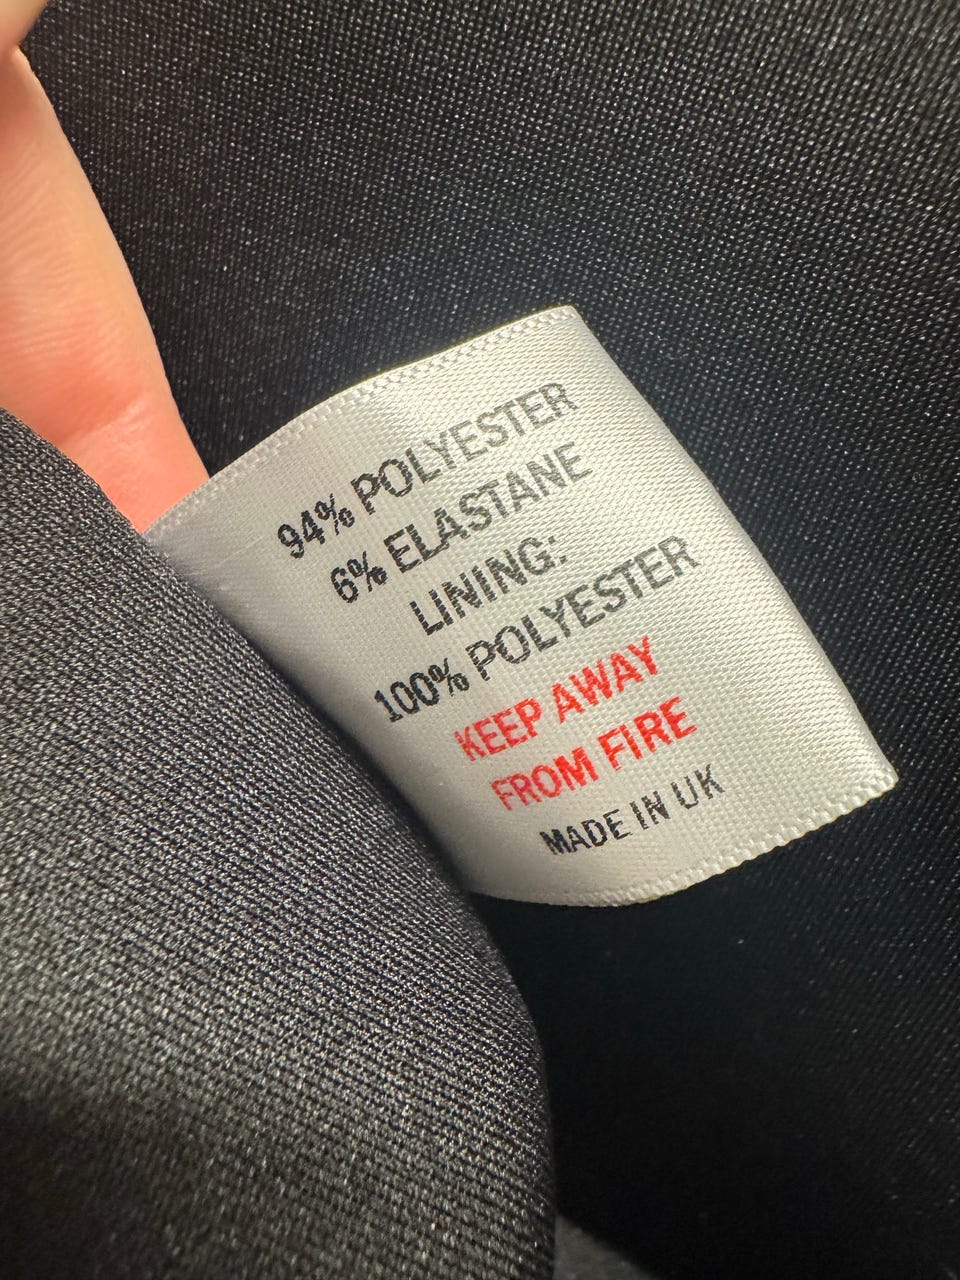 94% POLYESTER
6% ELASTANE
LINING:
100% POLYESTER
KEEP AWAY
FROM FIRE
MADE IN UK